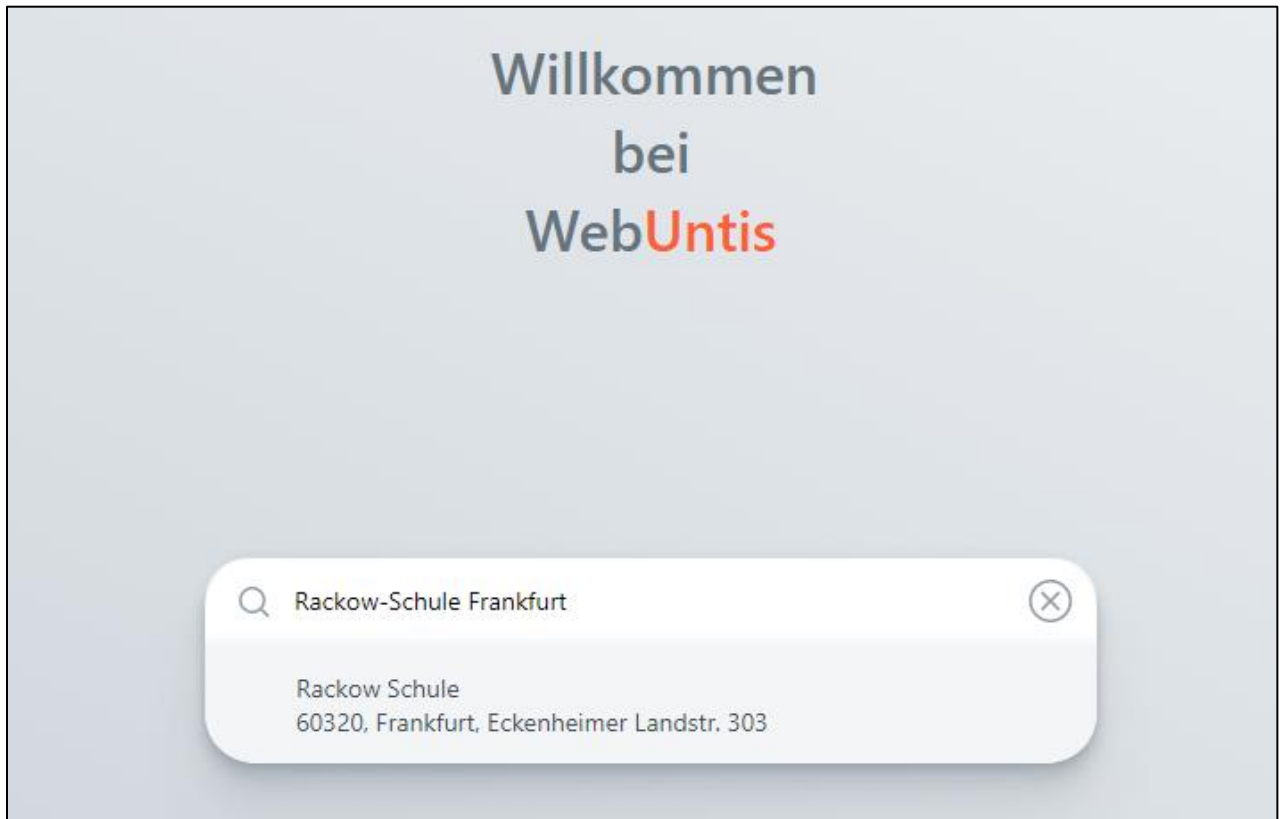 Willkommen
bei
WebUntis
Rackow-Schule Frankfurt
Rackow Schule
60320, Frankfurt, Eckenheimer Landstr. 303